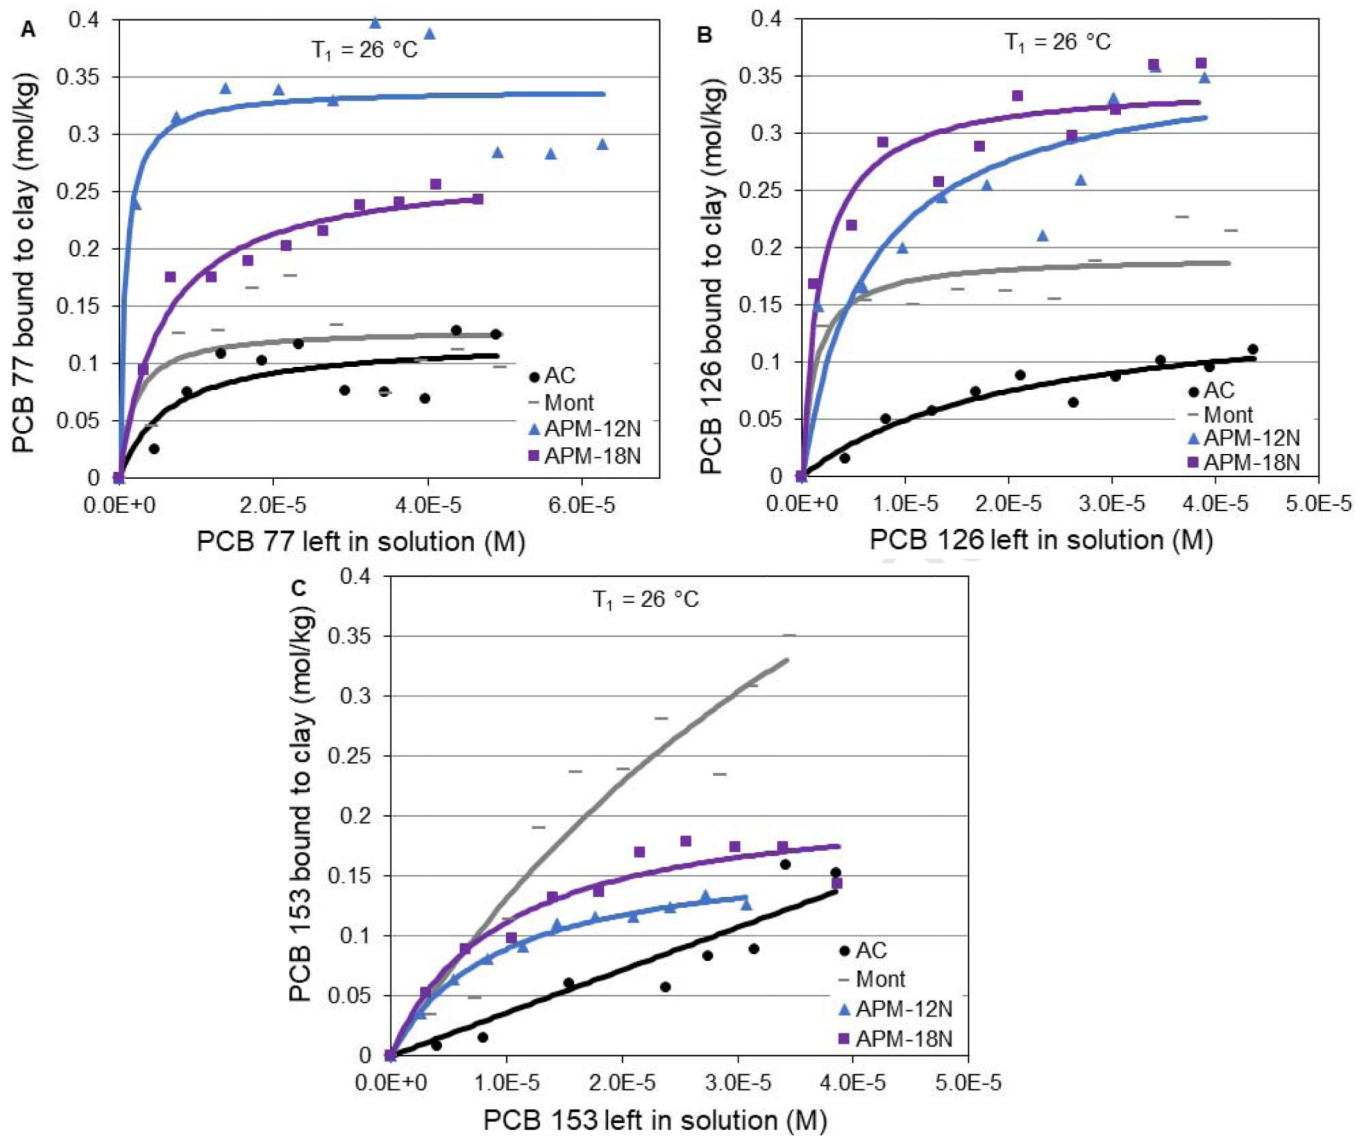 A
T1 = 26 °C
PCB 77 bound to clay (mol/kg)
0.4
0.35
0.3
0.25
0.2
0.15
0.1
0.05
0
0.0E+0
2.0E-5
4.0E-5
6.0E-5
PCB 77 left in solution (M)
AC
Mont
APM-12N
APM-18N
B
T1 = 26 °C
PCB 126 bound to clay (mol/kg)
0.4
0.35
0.3
0.25
0.2
0.15
0.1
0.05
0
0.0E+0
1.0E-5
2.0E-5
3.0E-5
4.0E-5
5.0E-5
PCB 126 left in solution (M)
AC
Mont
APM-12N
APM-18N
C
T1 = 26 °C
PCB 153 bound to clay (mol/kg)
0.4
0.35
0.3
0.25
0.2
0.15
0.1
0.05
0
0.0E+0
1.0E-5
2.0E-5
3.0E-5
4.0E-5
5.0E-5
PCB 153 left in solution (M)
AC
Mont
APM-12N
APM-18N